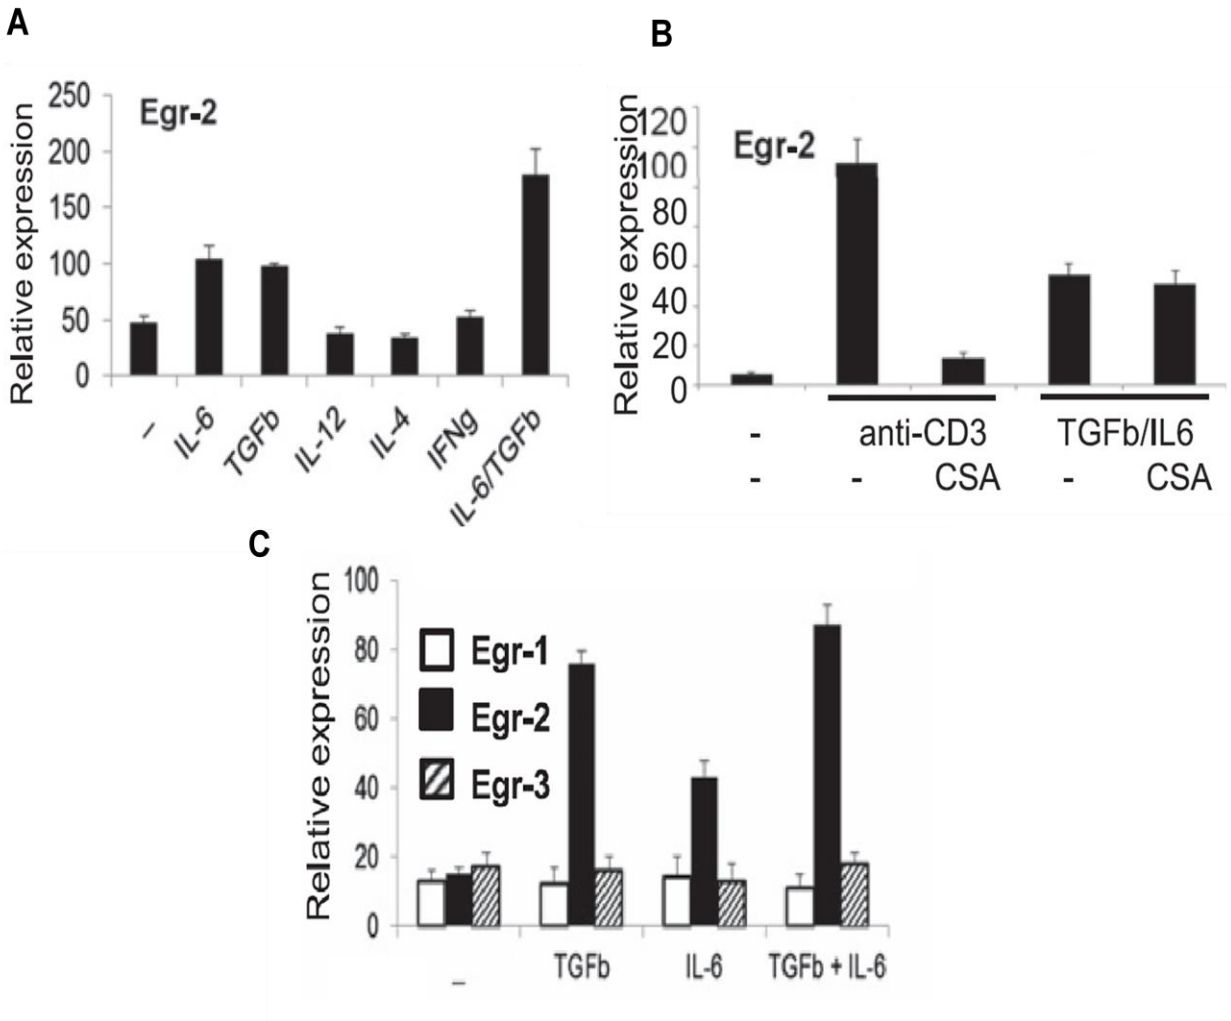 A
Relative expression
250
200
150
100
50
0
Egr-2
–
IL-6
TGFb
IL-12
IL-4
IFNg
IL-6/TGFb
B
Relative expression
120
100
80
60
40
20
0
Egr-2
- anti-CD3 TGFb/IL6
- - CSA - CSA
C
Relative expression
100
80
60
40
20
0
Egr-1
Egr-2
Egr-3
– TGFb IL-6 TGFb + IL-6